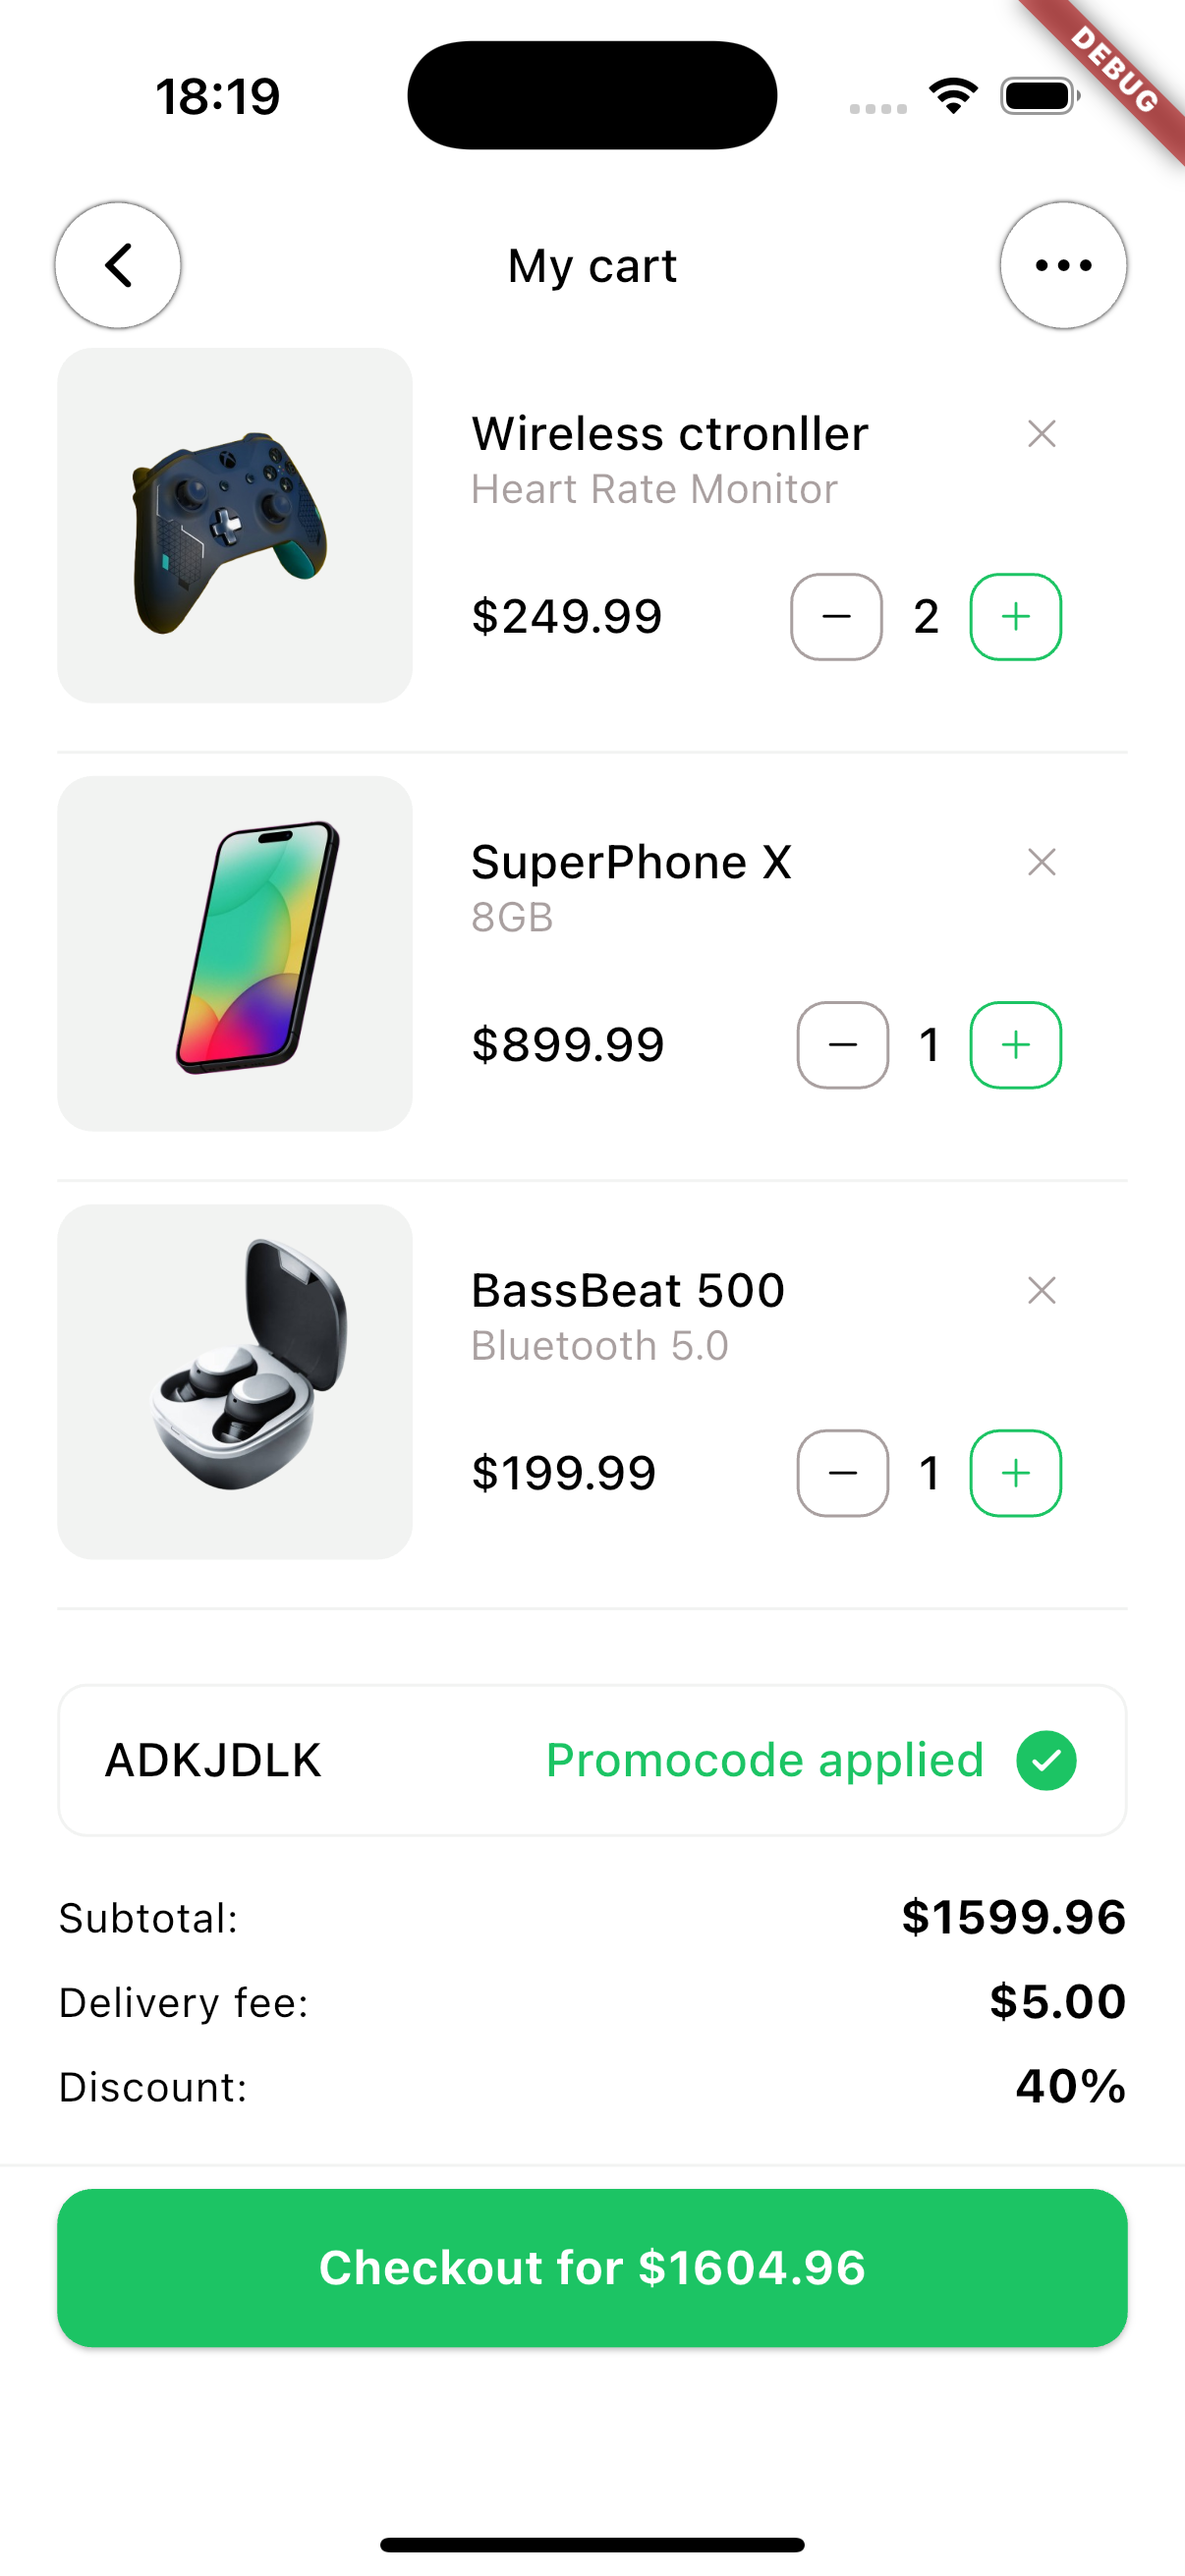 18:19
DEBUG
My cart
Wireless ctronller
Heart Rate Monitor
$249.99
2
SuperPhone X
8GB
$899.99
1
BassBeat 500
Bluetooth 5.0
$199.99
1
ADKJDLK Promocode applied
Subtotal: $1599.96
Delivery fee: $5.00
Discount: 40%
Checkout for $1604.96